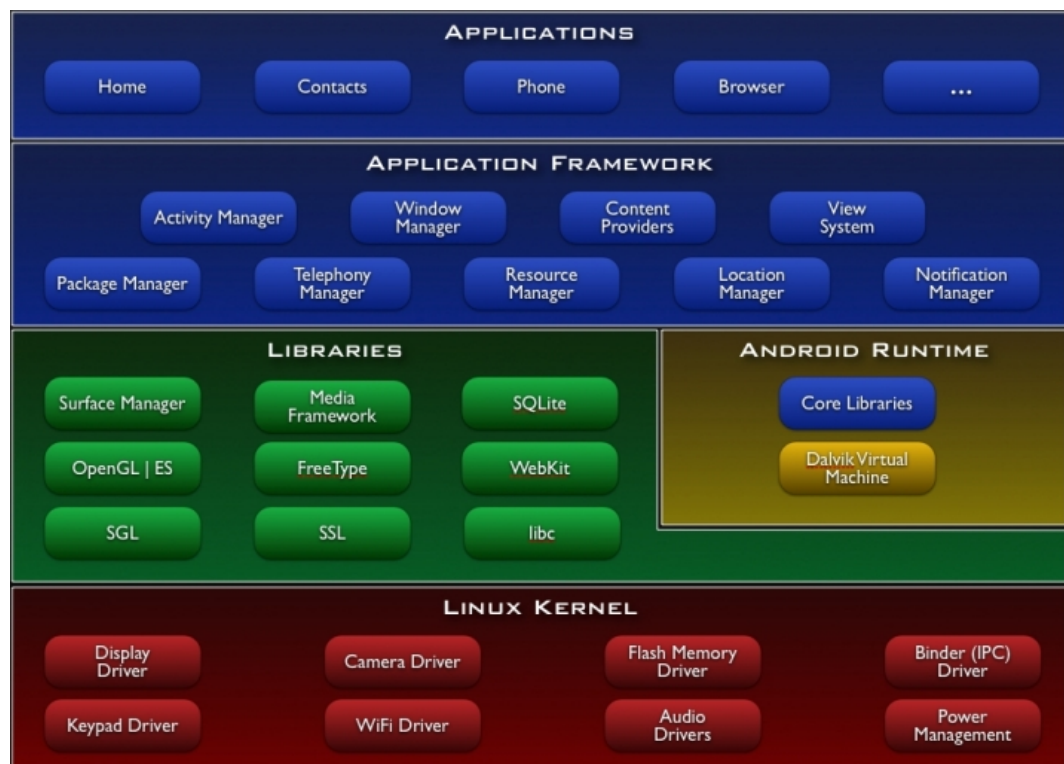 APPLICATIONS
Home
Contacts
Phone
Browser
...
APPLICATION FRAMEWORK
Activity Manager
Window
Manager
Content
Providers
View
System
Package Manager
Telephony
Manager
Resource
Manager
Location
Manager
Notification
Manager
LIBRARIES
Surface Manager
Media
Framework
SQLite
OpenGL | ES
FreeType
WebKit
SGL
SSL
libc
ANDROID RUNTIME
Core Libraries
Dalvik Virtual
Machine
LINUX KERNEL
Display
Driver
Camera Driver
Flash Memory
Driver
Binder (IPC)
Driver
Keypad Driver
WiFi Driver
Audio
Drivers
Power
Management